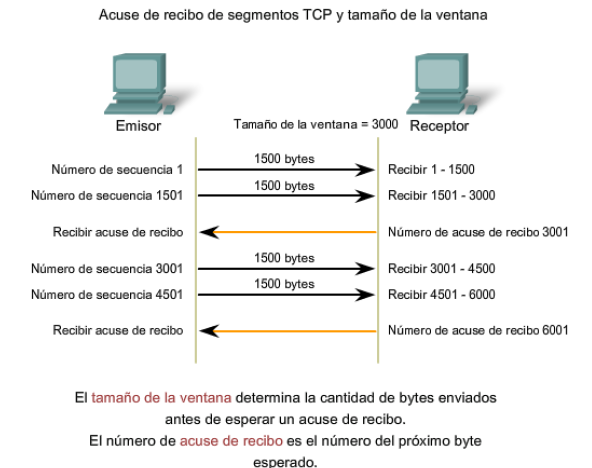 Acuse de recibo de segmentos TCP y tamaño de la ventana
Emisor
Tamaño de la ventana = 3000
Receptor
1500 bytes
Número de secuencia 1
Recibir 1 - 1500
1500 bytes
Número de secuencia 1501
Recibir 1501 - 3000
Recibir acuse de recibo
Número de acuse de recibo 3001
1500 bytes
Número de secuencia 3001
Recibir 3001 - 4500
1500 bytes
Número de secuencia 4501
Recibir 4501 - 6000
Recibir acuse de recibo
Número de acuse de recibo 6001
El tamaño de la ventana determina la cantidad de bytes enviados
antes de esperar un acuse de recibo.
El número de acuse de recibo es el número del próximo byte
esperado.